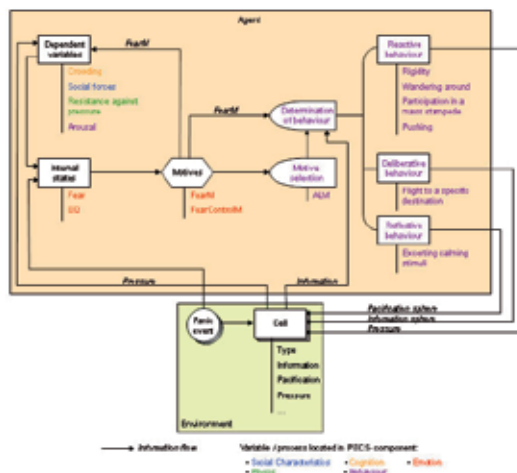 Agent
Dependent
variables
FearM
Reactive
behaviour
Crowding
Social forces
Resistance against
pressure
Arousal
Rigidity
Wandering around
Participation in a
mass stampede
Pushing
FearM
Determination
of behaviour
Internal
states
Motives
Motive
selection
Deliberative
behaviour
Fear
FearM
FearControlM
ALM
Flight to a specific
destination
Reflective
behaviour
Exserting calming
stimuli
Pressure
Information
Pacification sphere
Information sphere
Pressure
Panic
event
Cell
Type
Information
Pacification
Pressure
...
Environment
Information flow
Variable / process located in PECS-component:
• Social Characteristics
• Cognition
• Emotion
• Physis
• Behaviour